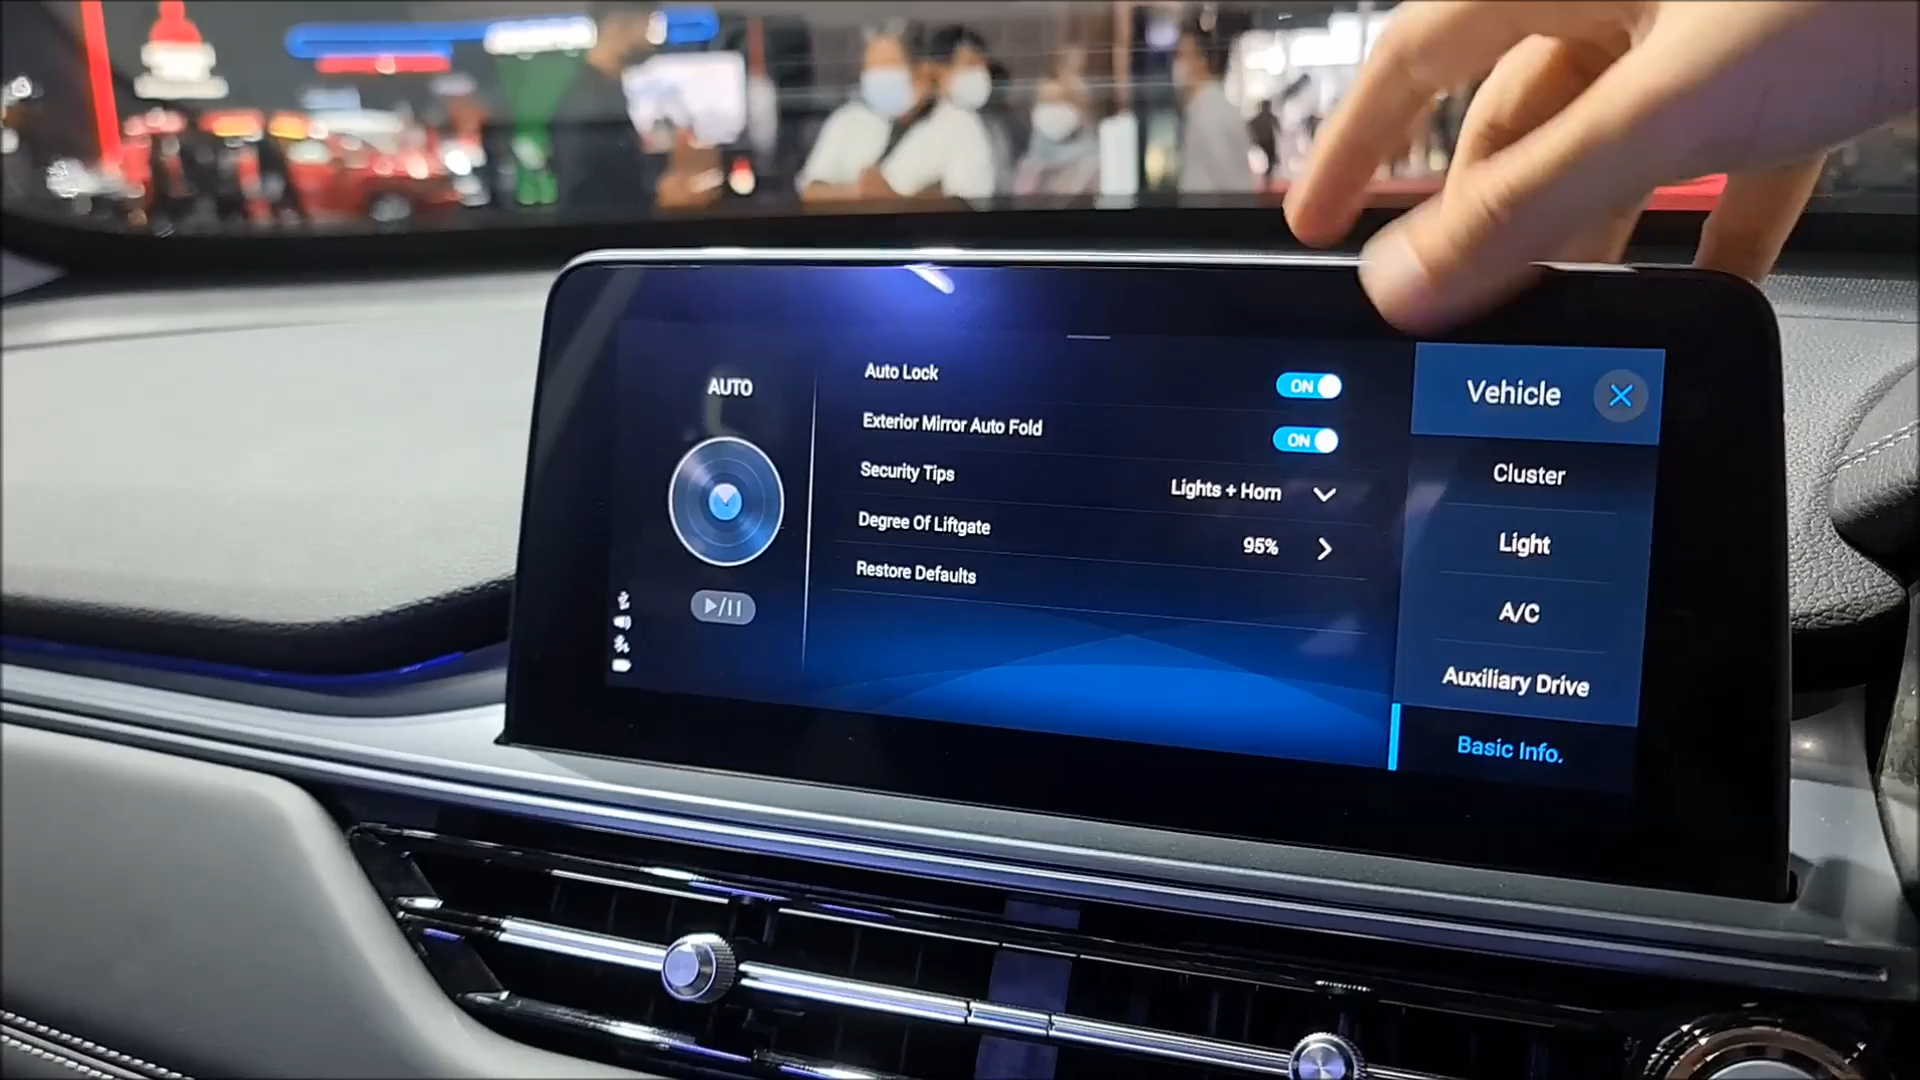 AUTO
Auto Lock
ON
Exterior Mirror Auto Fold
ON
Security Tips
Lights + Horn
Degree Of Liftgate
95%
Restore Defaults
Vehicle
Cluster
Light
A/C
Auxiliary Drive
Basic Info.